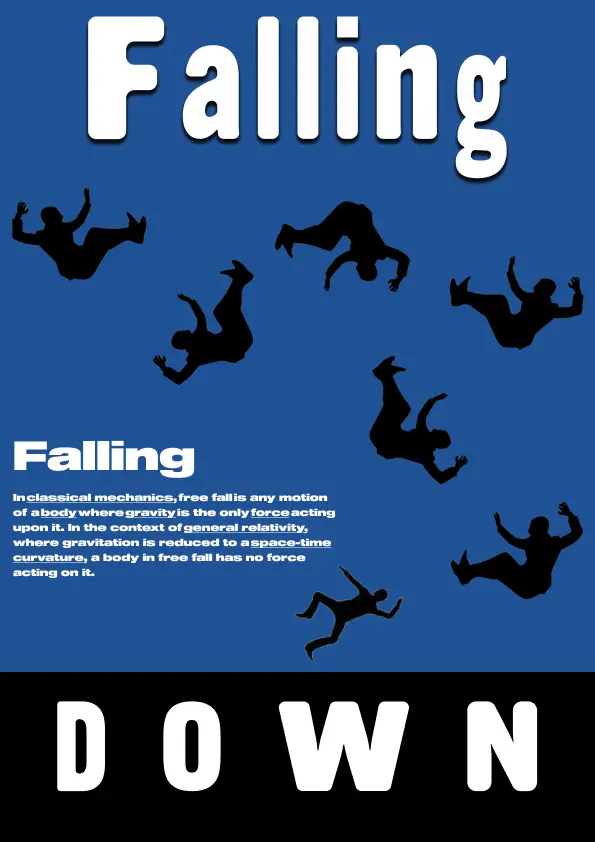 Falling
Falling
In classical mechanics, free fall is any motion
of a body where gravity is the only force acting
upon it. In the context of general relativity,
where gravitation is reduced to a space-time
curvature, a body in free fall has no force
acting on it.
DOWN